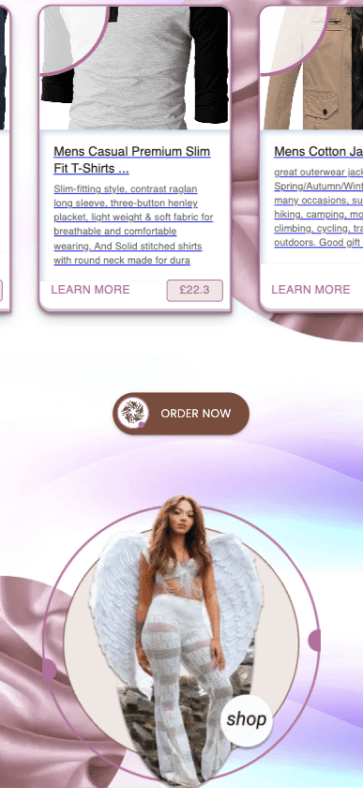 Mens Casual Premium Slim
Fit T-Shirts ...
Slim-fitting style, contrast raglan
long sleeve, three-button henley
placket, light weight & soft fabric for
breathable and comfortable
wearing. And Solid stitched shirts
with round neck made for dura
LEARN MORE
£22.3
Mens Cotton Ja
great outerwear jack
Spring/Autumn/Wint
many occasions, su
hiking, camping, mo
climbing, cycling, tra
outdoors. Good gift
LEARN MORE
ORDER NOW
shop